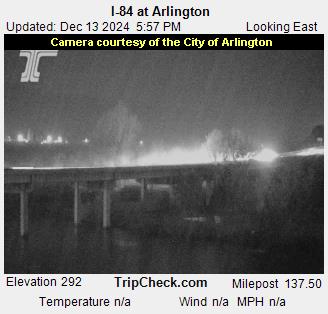 I-84 at Arlington
Updated: Dec 13 2024 5:57 PM Looking East
Camera courtesy of the City of Arlington
Elevation 292 TripCheck.com Milepost 137.50
Temperature n/a Wind n/a MPH n/a